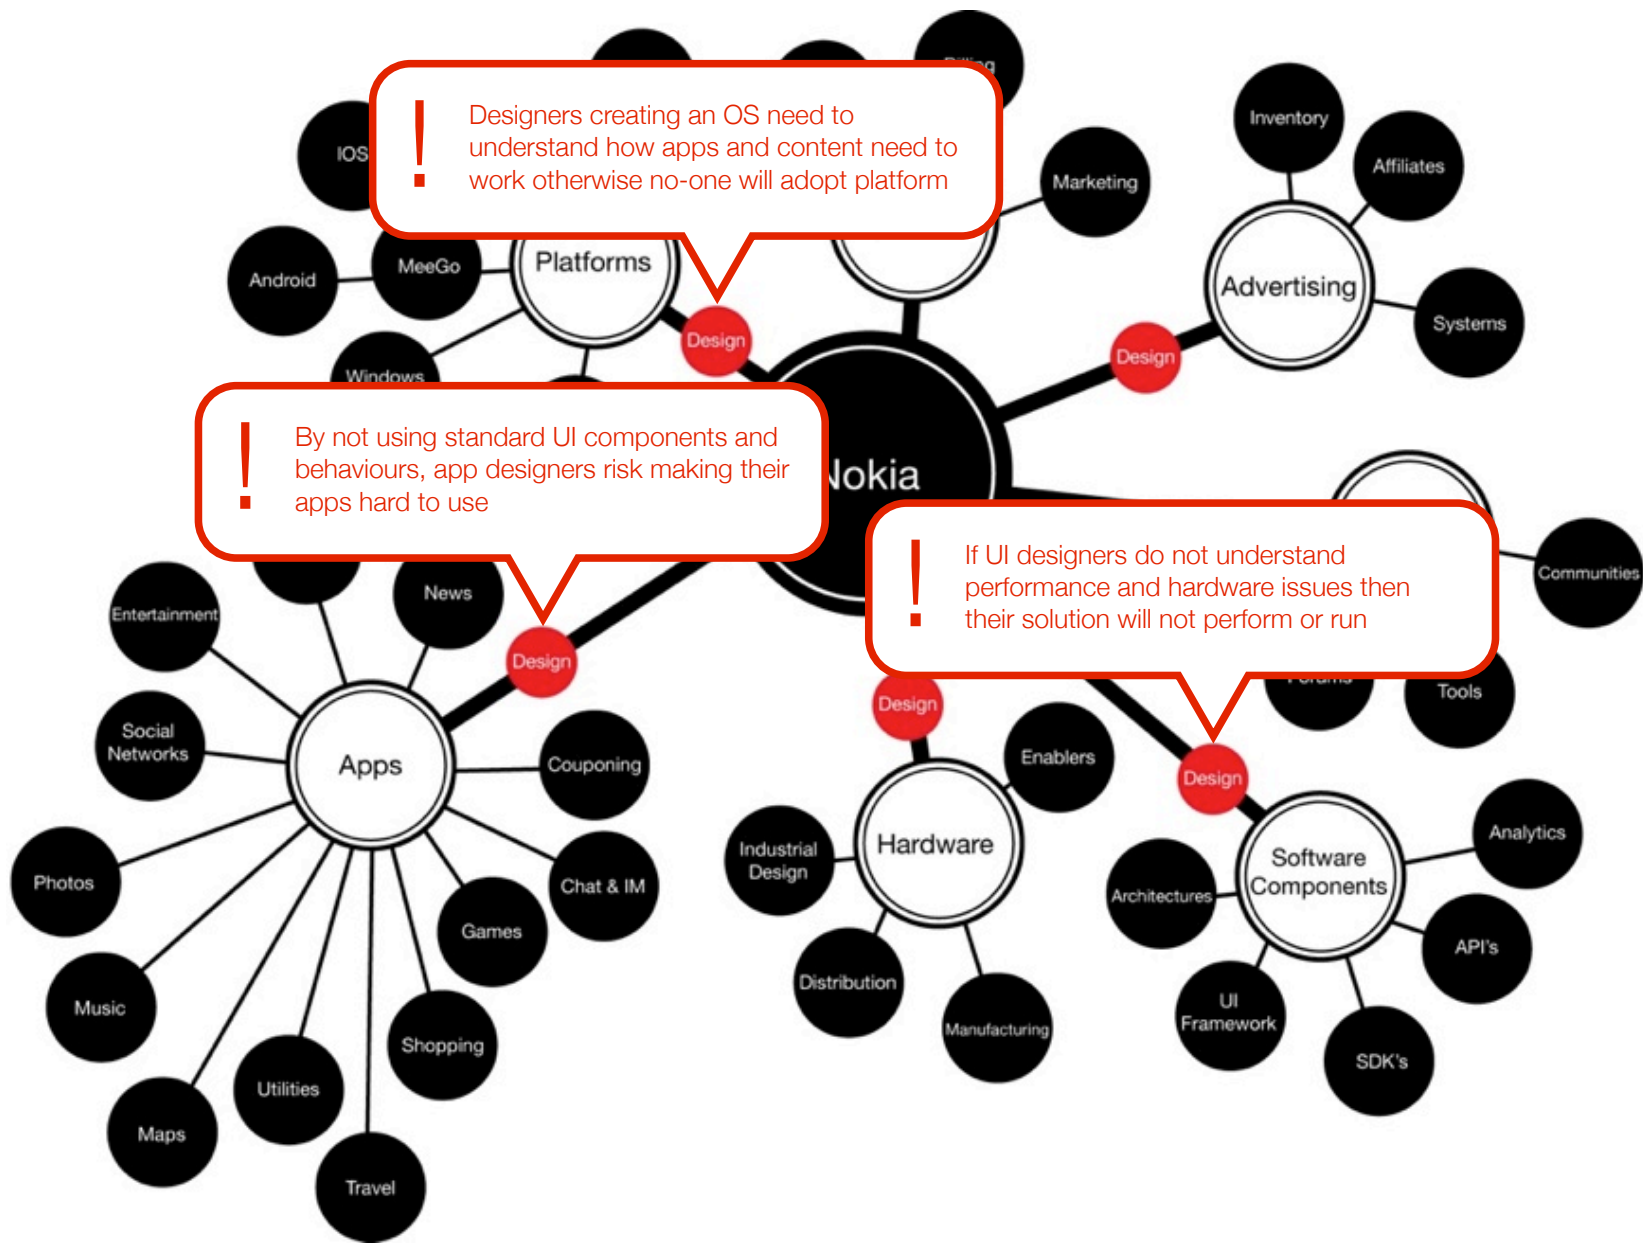 Billing
Designers creating an OS need to
understand how apps and content need to
work otherwise no-one will adopt platform
!
Inventory
Affiliates
IOS
Marketing
Platforms
MeeGo
Android
Advertising
Systems
Design
Design
Windows
By not using standard UI components and
behaviours, app designers risk making their
apps hard to use
!
Nokia
If UI designers do not understand
performance and hardware issues then
their solution will not perform or run
!
Communities
News
Entertainment
Design
Forums
Tools
Design
Social
Networks
Apps
Couponing
Enablers
Design
Hardware
Industrial
Design
Software
Components
Analytics
Photos
Chat & IM
Architectures
Games
API's
Distribution
Music
UI
Framework
Manufacturing
Shopping
SDK's
Utilities
Maps
Travel